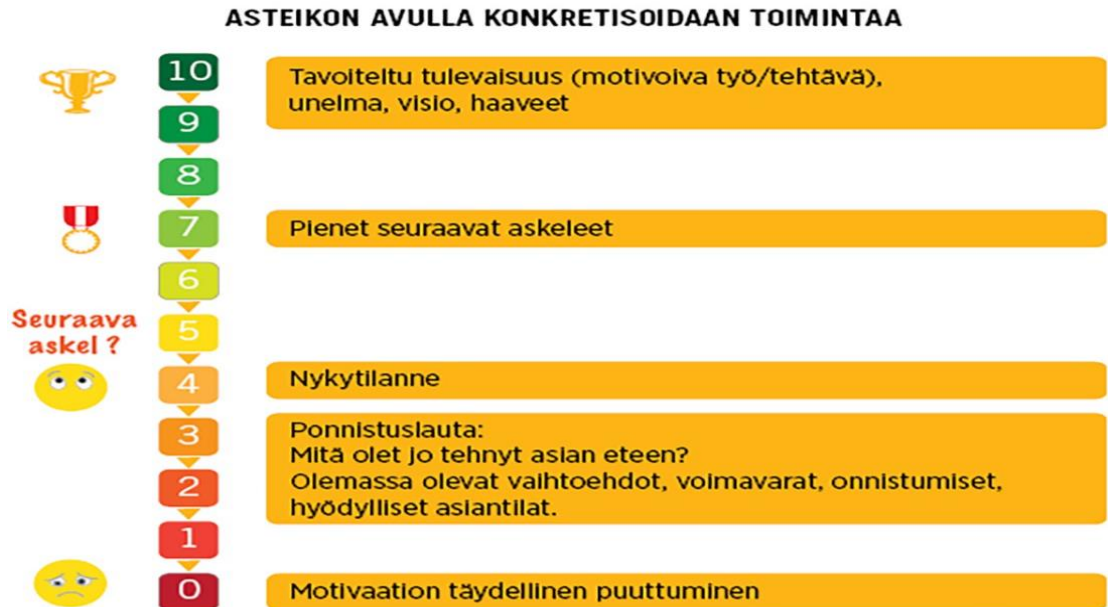 ASTEIKON AVULLA KONKRETISOIDAAN TOIMINTAA
10
Tavoiteltu tulevaisuus (motivoiva työ/tehtävä),
unelma, visio, haaveet
9
8
7
Pienet seuraavat askeleet
6
Seuraava
askel ?
5
4
Nykytilanne
3
Ponnistuslauta:
Mitä olet jo tehnyt asian eteen?
Olemassa olevat vaihtoehdot, voimavarat, onnistumiset,
hyödylliset asiantilat.
2
1
0
Motivaation täydellinen puuttuminen